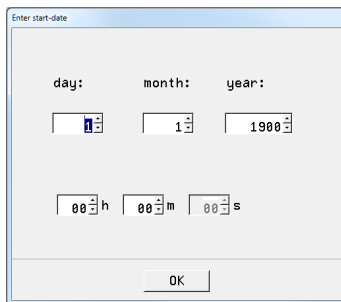 Enter start-date
day: month: year:
1 1 1900
00 h 00 m 00 s
OK